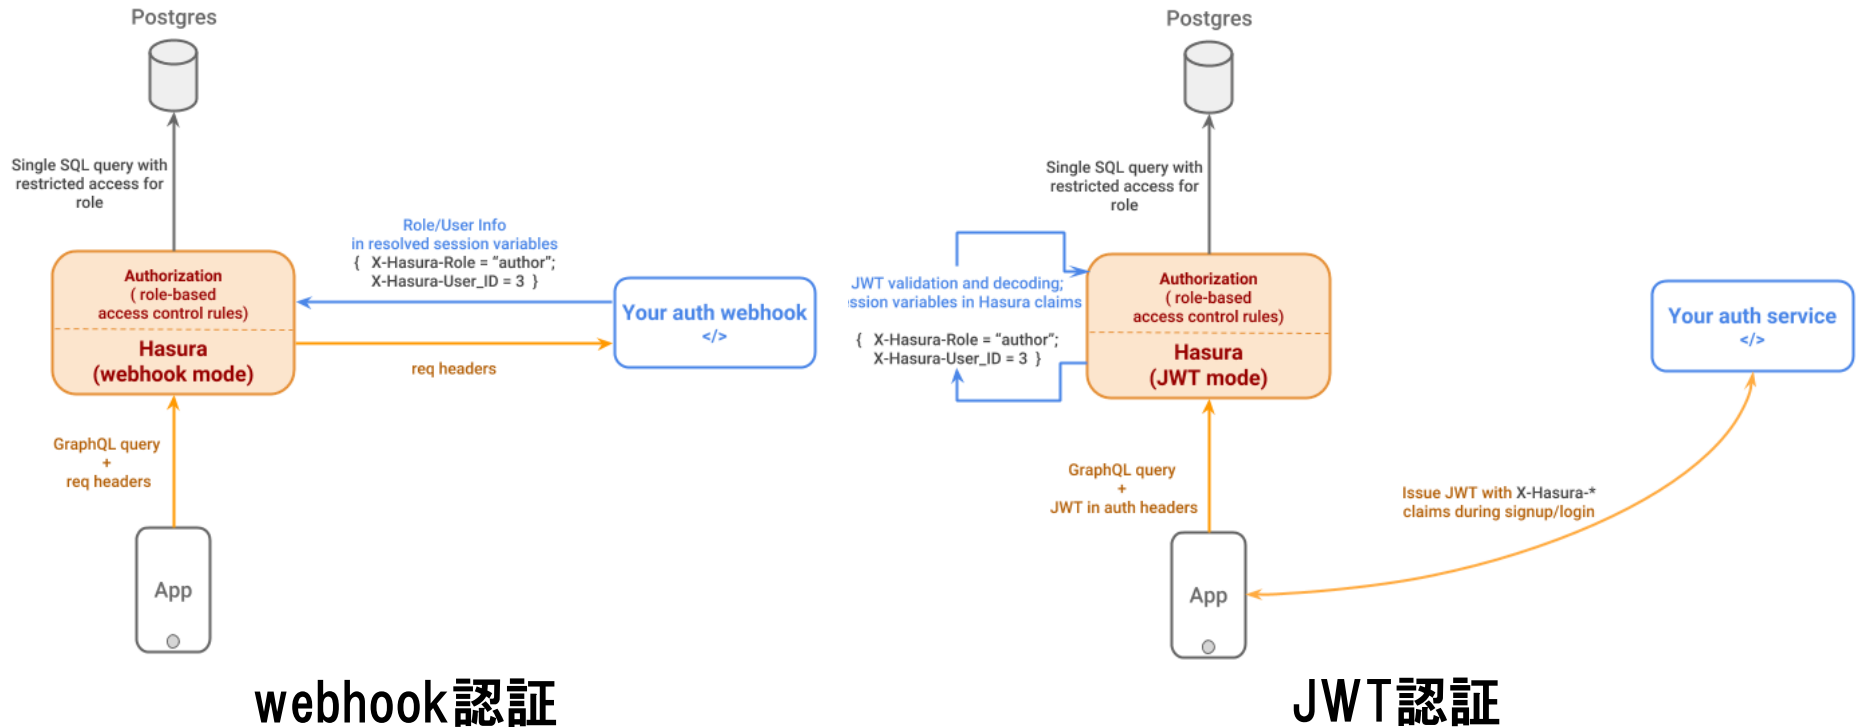 Postgres
Single SQL query with
restricted access for
role
Role/User Info
in resolved session variables
{ X-Hasura-Role = “author”;
X-Hasura-User_ID = 3 }
Authorization
( role-based
access control rules)
Hasura
(webhook mode)
Your auth webhook
</>
req headers
GraphQL query
+
req headers
App
webhook認証
Postgres
Single SQL query with
restricted access for
role
JWT validation and decoding;
ssion variables in Hasura claims
{ X-Hasura-Role = “author”;
X-Hasura-User_ID = 3 }
Authorization
( role-based
access control rules)
Hasura
(JWT mode)
Your auth service
</>
GraphQL query
+
JWT in auth headers
Issue JWT with X-Hasura-*
claims during signup/login
App
JWT認証